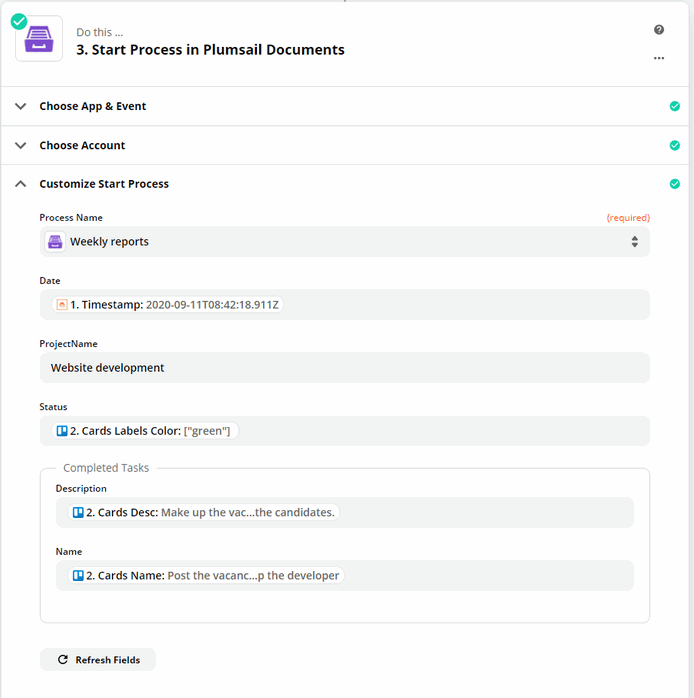 Do this ...
3. Start Process in Plumsail Documents
Choose App & Event
Choose Account
Customize Start Process
Process Name (required)
Weekly reports
Date
1. Timestamp: 2020-09-11T08:42:18.911Z
ProjectName
Website development
Status
2. Cards Labels Color: ["green"]
Completed Tasks
Description
2. Cards Desc: Make up the vac...the candidates.
Name
2. Cards Name: Post the vacanc...p the developer
Refresh Fields